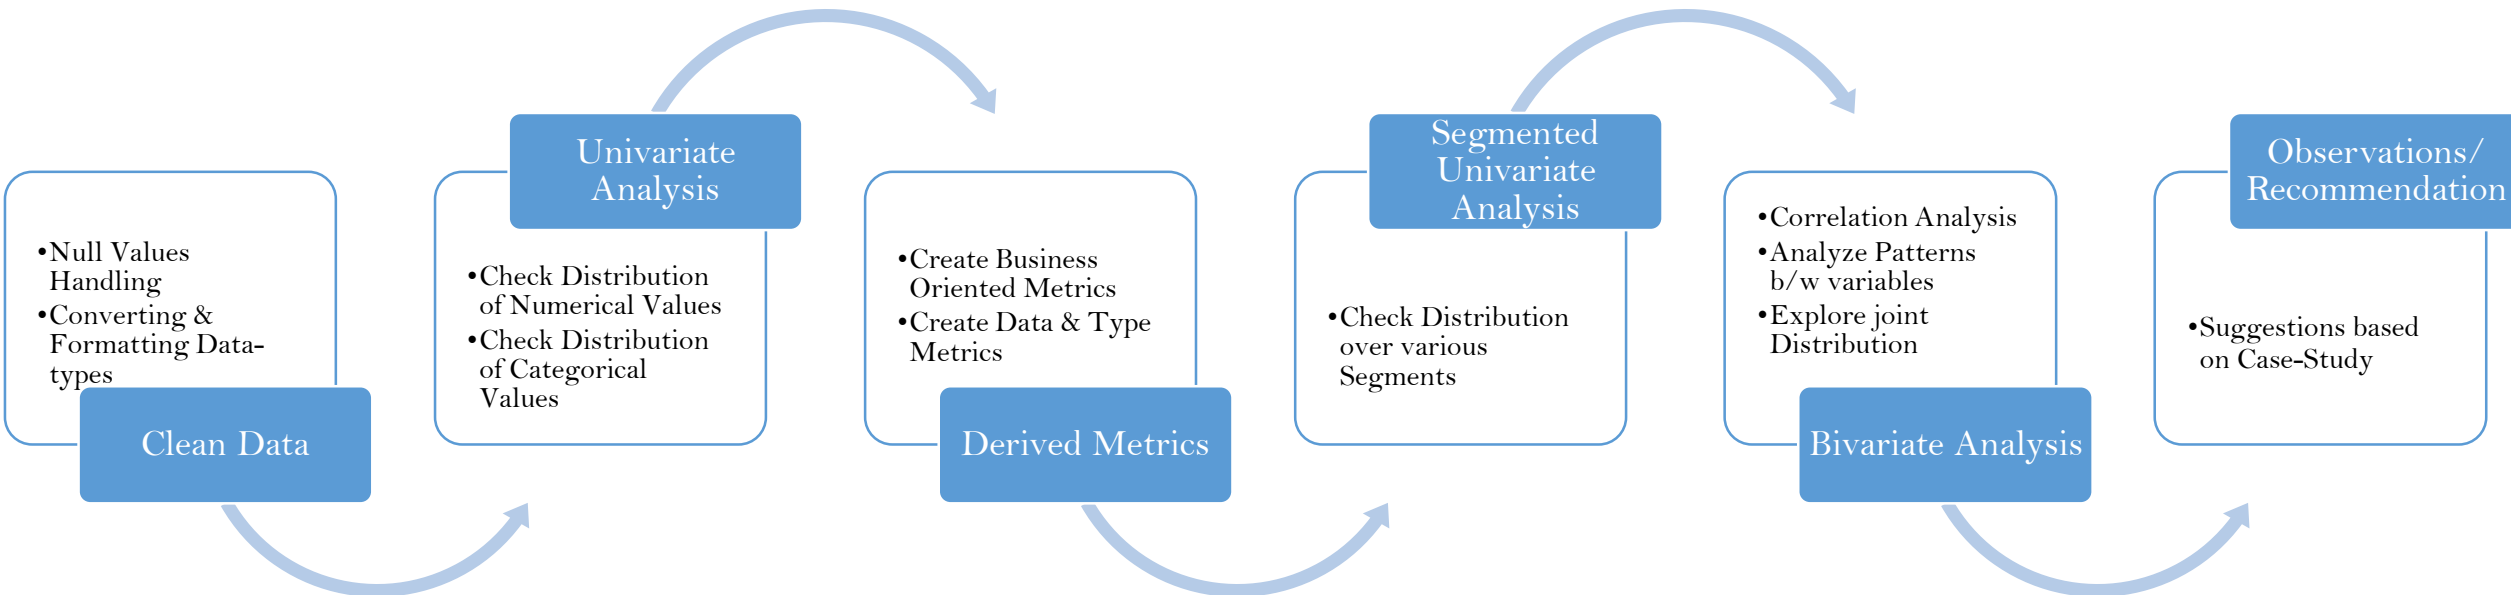 •Null Values
Handling
•Converting &
Formatting Data-
types
Clean Data
Univariate
Analysis
•Check Distribution
of Numerical Values
•Check Distribution
of Categorical
Values
•Create Business
Oriented Metrics
•Create Data & Type
Metrics
Derived Metrics
Segmented
Univariate
Analysis
•Check Distribution
over various
Segments
•Correlation Analysis
•Analyze Patterns
b/w variables
•Explore joint
Distribution
Bivariate Analysis
Observations/
Recommendation
•Suggestions based
on Case-Study